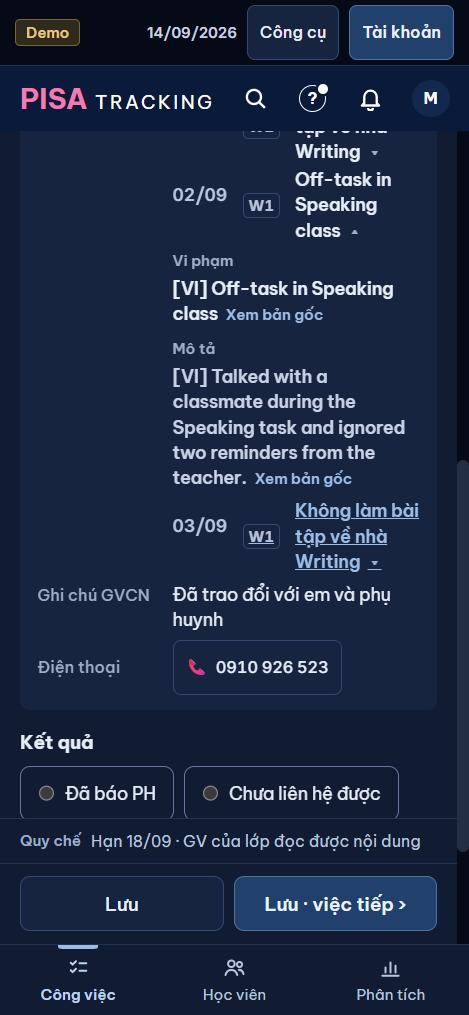 Demo
14/09/2026
Công cụ
Tài khoản
PISA TRACKING
?
M
tập về nhà
Writing
02/09
W1
Off-task in
Speaking
class
Vi phạm
[VI] Off-task in Speaking
class Xem bản gốc
Mô tả
[VI] Talked with a
classmate during the
Speaking task and ignored
two reminders from the
teacher. Xem bản gốc
03/09
W1
Không làm bài
tập về nhà
Writing
Ghi chú GVCN
Đã trao đổi với em và phụ
huynh
Điện thoại
0910 926 523
Kết quả
Đã báo PH
Chưa liên hệ được
Quy chế Hạn 18/09 · GV của lớp đọc được nội dung
Lưu
Lưu · việc tiếp ›
Công việc
Học viên
Phân tích